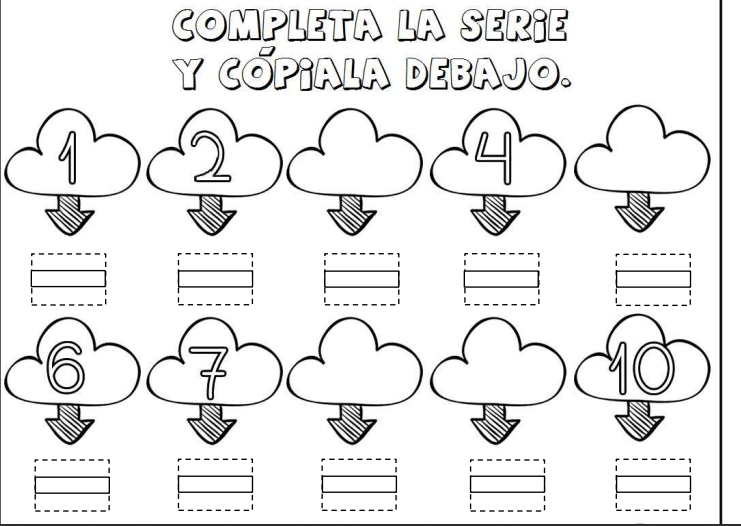 COMPLETA LA SERIE
Y CÓPIALA DEBAJO.
1 2 4
6 7 10